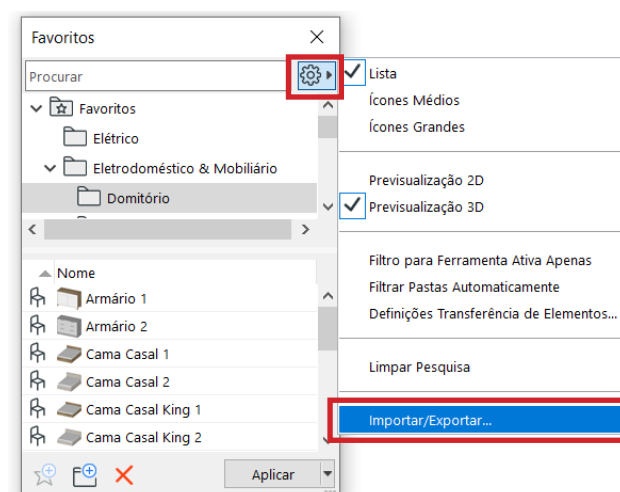 Favoritos
Procurar
Favoritos
Elétrico
Eletrodoméstico & Mobiliário
Domitório
Nome
Armário 1
Armário 2
Cama Casal 1
Cama Casal 2
Cama Casal King 1
Cama Casal King 2
Aplicar
Lista
Ícones Médios
Ícones Grandes
Previsualização 2D
Previsualização 3D
Filtro para Ferramenta Ativa Apenas
Filtrar Pastas Automaticamente
Definições Transferência de Elementos...
Limpar Pesquisa
Importar/Exportar...